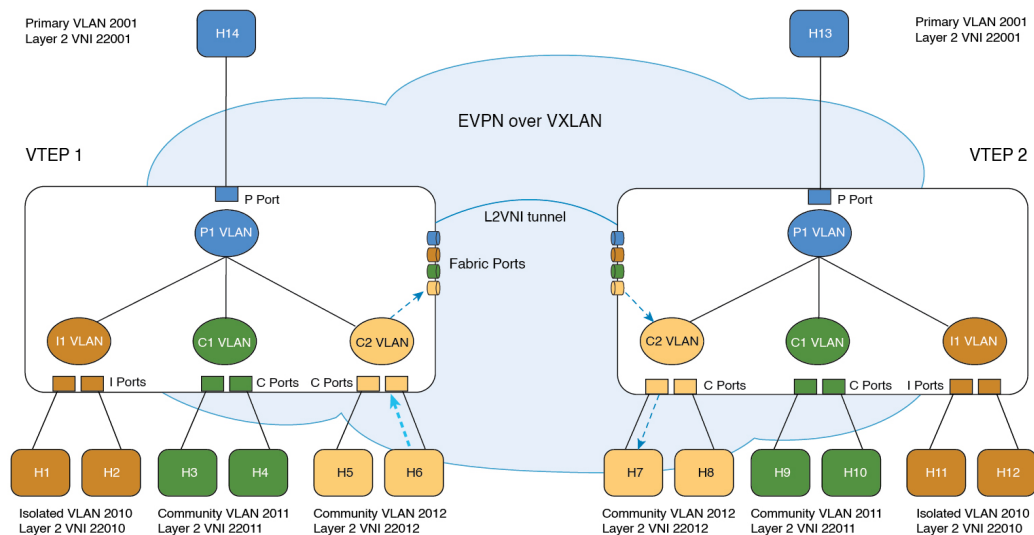 Primary VLAN 2001
Layer 2 VNI 22001
H14
H13
Primary VLAN 2001
Layer 2 VNI 22001
EVPN over VXLAN
VTEP 1
VTEP 2
P Port
P Port
L2VNI tunnel
P1 VLAN
P1 VLAN
Fabric Ports
I1 VLAN
C1 VLAN
C2 VLAN
C2 VLAN
C1 VLAN
I1 VLAN
I Ports
C Ports
C Ports
C Ports
C Ports
I Ports
H1
H2
H3
H4
H5
H6
H7
H8
H9
H10
H11
H12
Isolated VLAN 2010
Layer 2 VNI 22010
Community VLAN 2011
Layer 2 VNI 22011
Community VLAN 2012
Layer 2 VNI 22012
Community VLAN 2012
Layer 2 VNI 22012
Community VLAN 2011
Layer 2 VNI 22011
Isolated VLAN 2010
Layer 2 VNI 22010